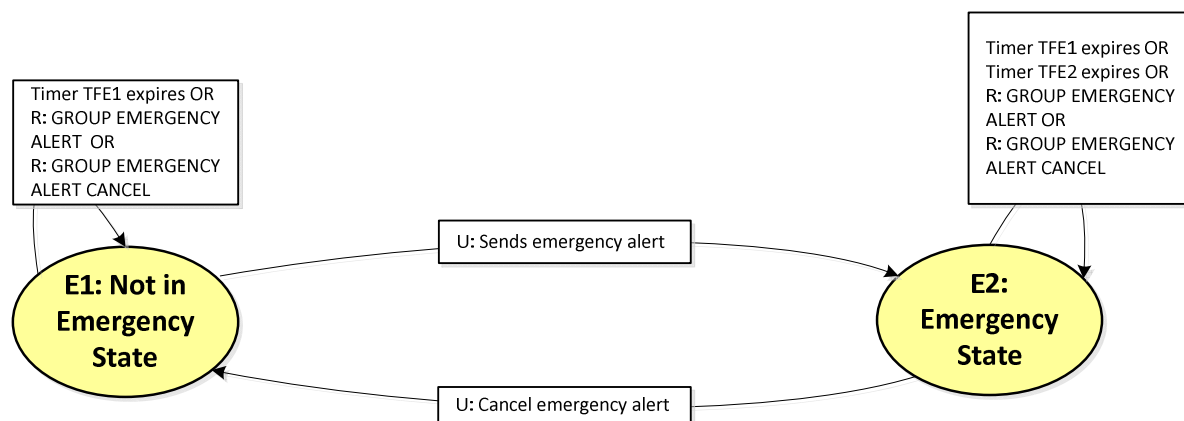 Timer TFE1 expires OR
Timer TFE2 expires OR
R: GROUP EMERGENCY
ALERT OR
R: GROUP EMERGENCY
ALERT CANCEL
Timer TFE1 expires OR
R: GROUP EMERGENCY
ALERT OR
R: GROUP EMERGENCY
ALERT CANCEL
U: Sends emergency alert
E1: Not in
Emergency
State
E2:
Emergency
State
U: Cancel emergency alert